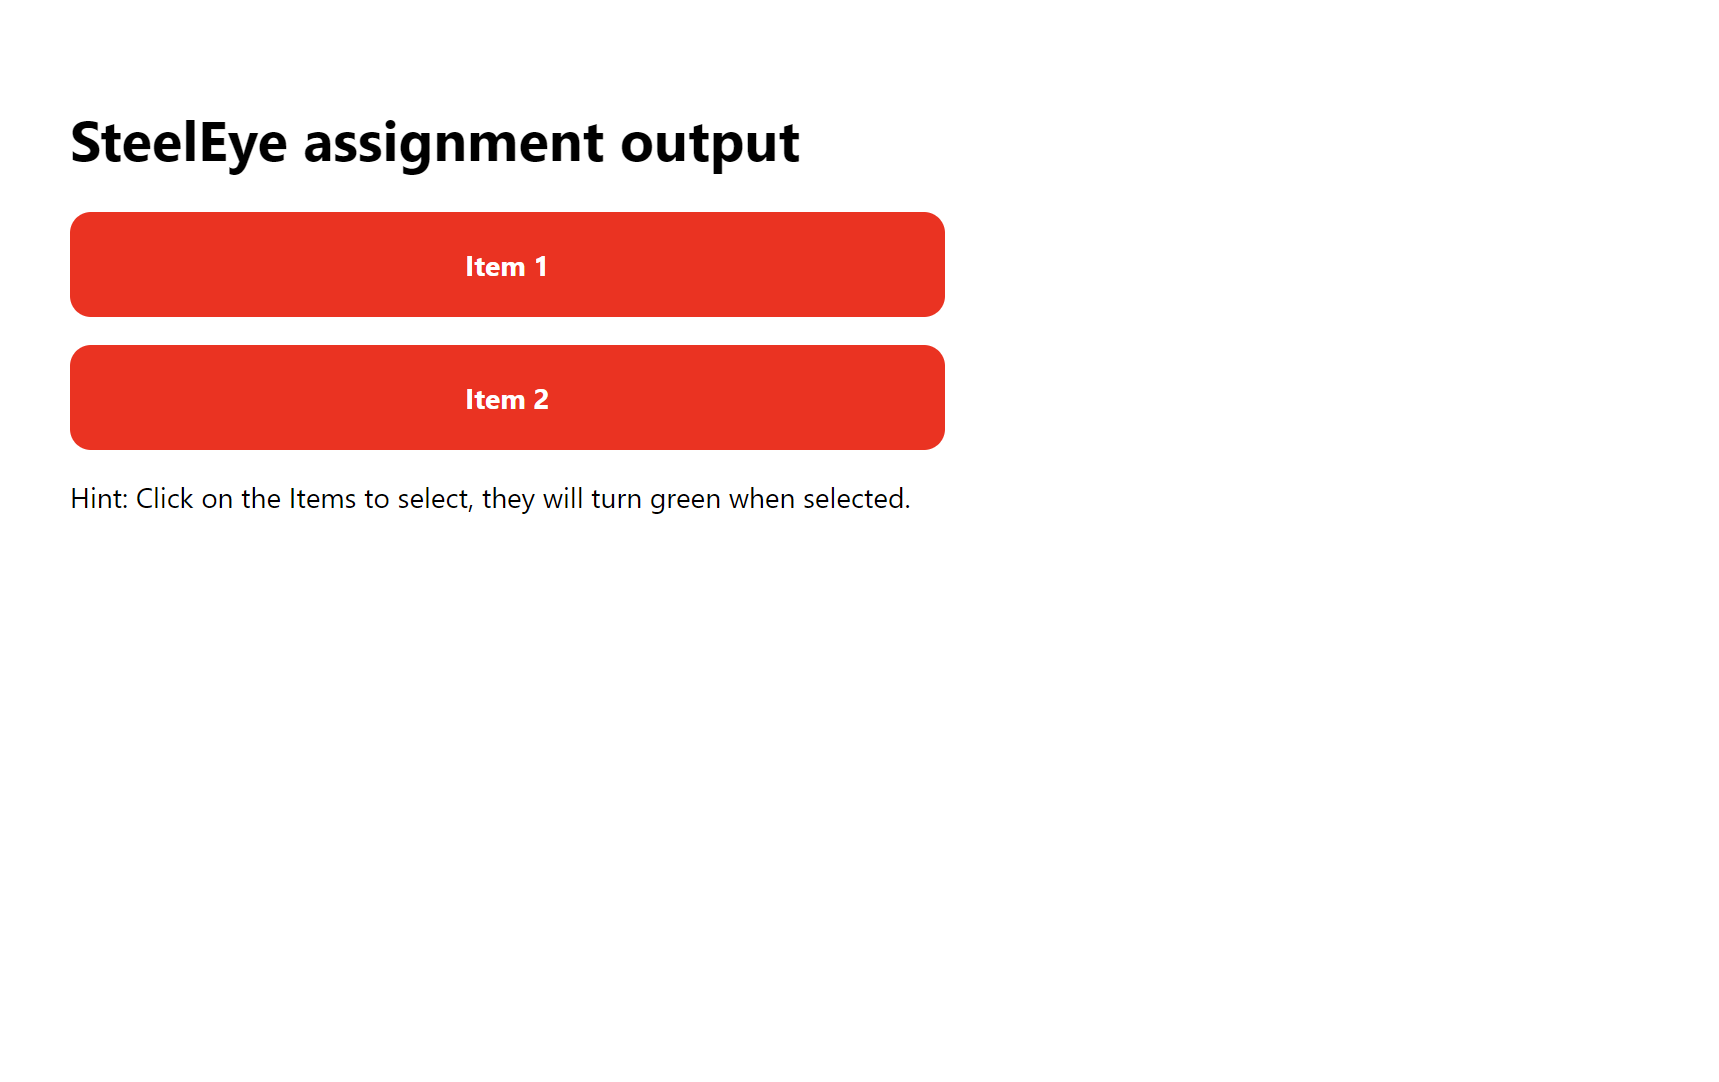 SteelEye assignment output
Item 1
Item 2
Hint: Click on the Items to select, they will turn green when selected.